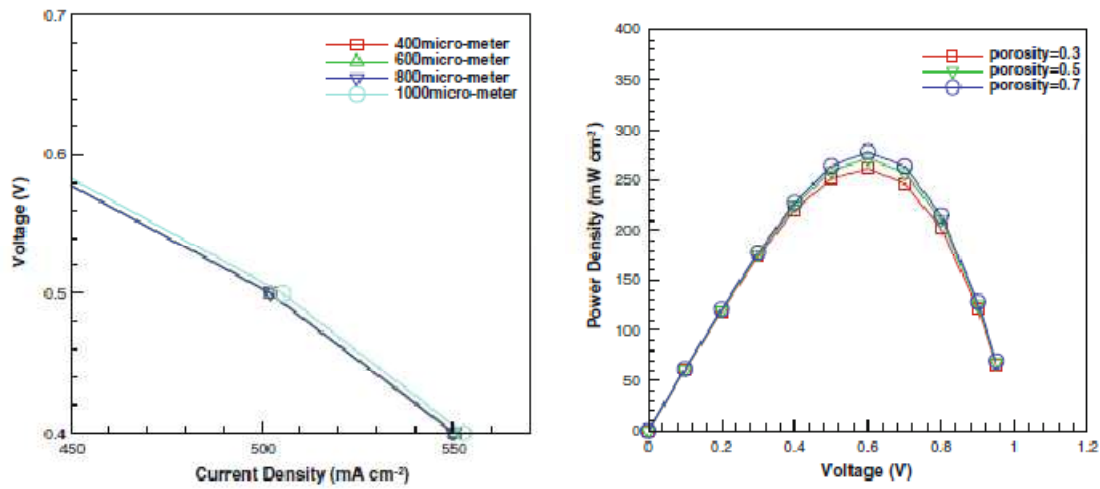 0.7
0.6
0.5
0.4
Voltage (V)
450
500
550
Current Density (mA cm⁻²)
400micro-meter
600micro-meter
800micro-meter
1000micro-meter
400
350
300
250
200
150
100
50
0
Power Density (mW cm⁻²)
0
0.2
0.4
0.6
0.8
1
1.2
Voltage (V)
porosity=0.3
porosity=0.5
porosity=0.7